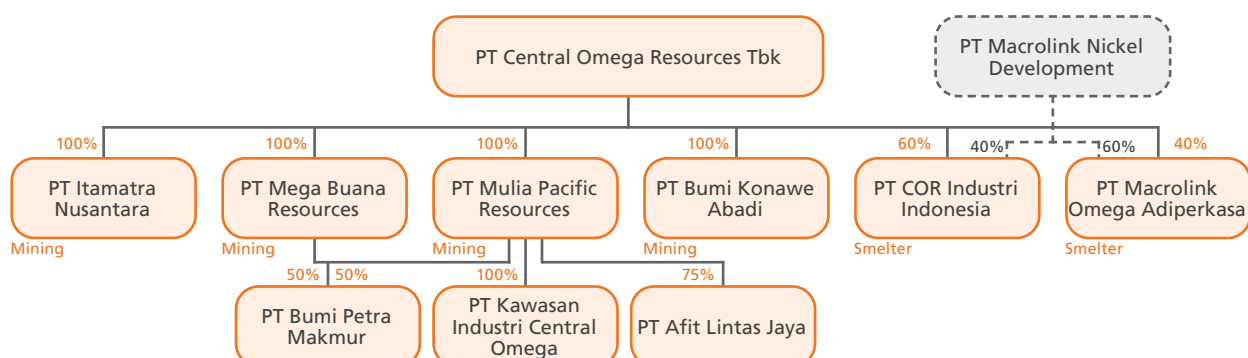 PT Central Omega Resources Tbk
PT Macrolink Nickel
Development
100%
100%
100%
100%
60%
40%
60%
40%
PT Itamatra
Nusantara
PT Mega Buana
Resources
PT Mulia Pacific
Resources
PT Bumi Konawe
Abadi
PT COR Industri
Indonesia
PT Macrolink
Omega Adiperkasa
Mining
Mining
Mining
Mining
Smelter
Smelter
50%
50%
100%
75%
PT Bumi Petra
Makmur
PT Kawasan
Industri Central
Omega
PT Afit Lintas Jaya